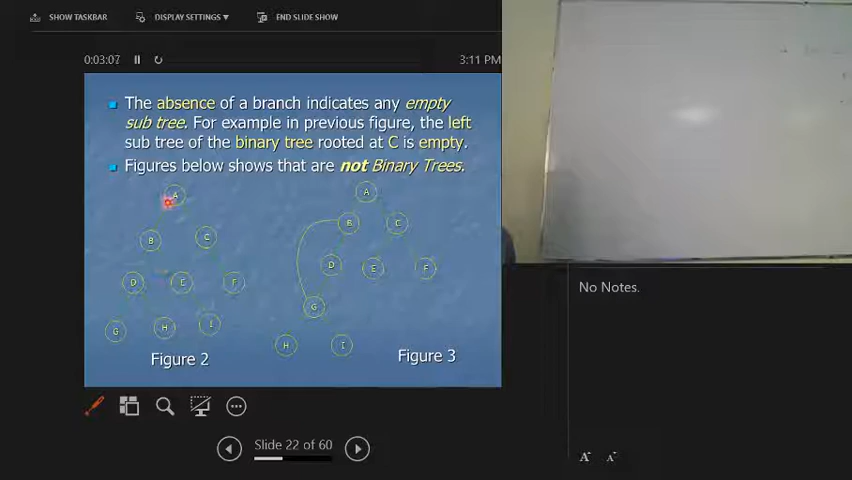 SHOW TASKBAR
DISPLAY SETTINGS ▼
END SLIDE SHOW
0:03:07
3:11 PM
The absence of a branch indicates any empty
sub tree. For example in previous figure, the left
sub tree of the binary tree rooted at C is empty.
Figures below shows that are not Binary Trees.
A
B
C
D
E
F
G
H
I
Figure 2
A
B
C
D
E
F
G
H
I
Figure 3
No Notes.
Slide 22 of 60
A A